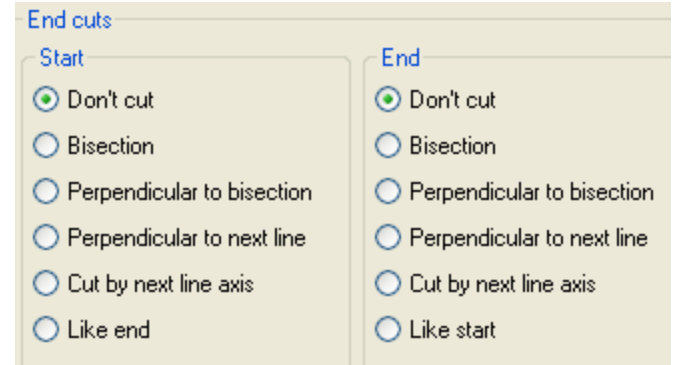 End cuts
Start
Don't cut
Bisection
Perpendicular to bisection
Perpendicular to next line
Cut by next line axis
Like end
End
Don't cut
Bisection
Perpendicular to bisection
Perpendicular to next line
Cut by next line axis
Like start